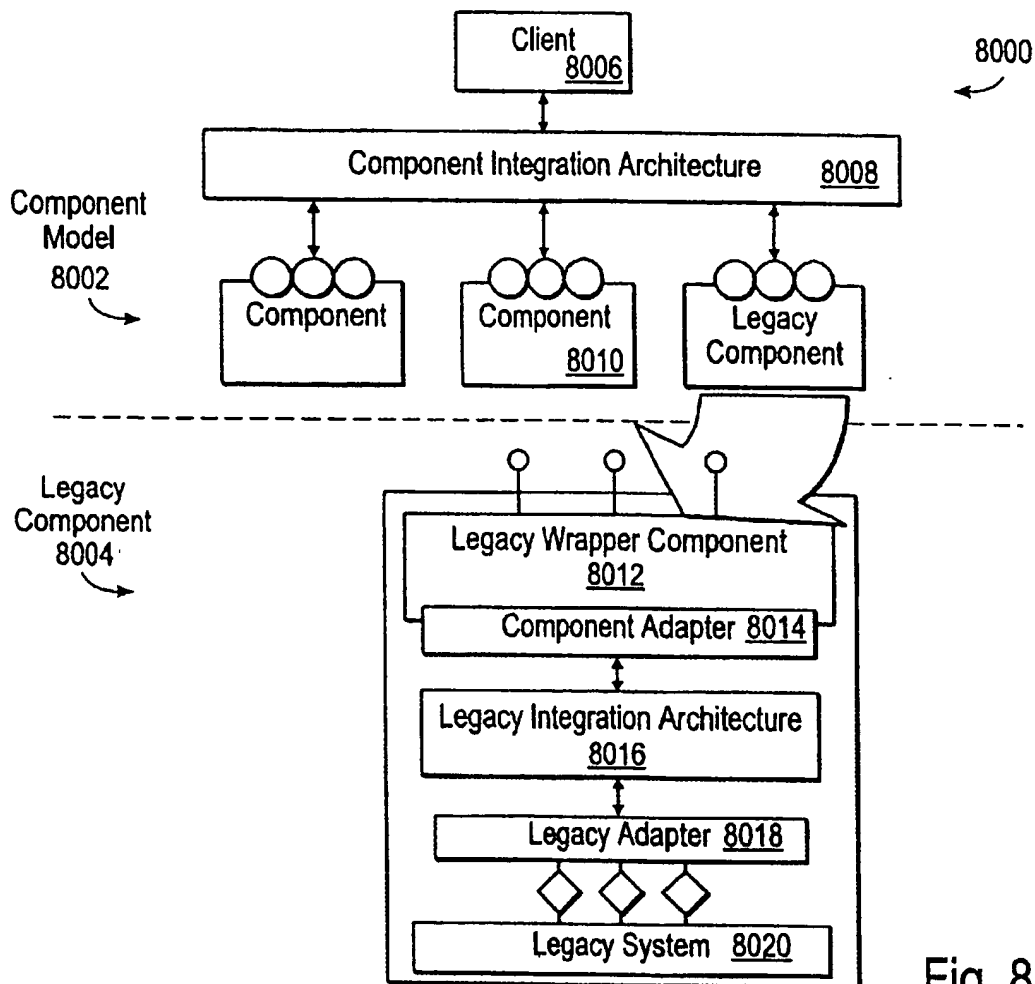 Client
8006
8000
Component Integration Architecture 8008
Component
Model
8002
Component
Component
8010
Legacy
Component
Legacy
Component
8004
Legacy Wrapper Component
8012
Component Adapter 8014
Legacy Integration Architecture
8016
Legacy Adapter 8018
Legacy System 8020
Fig. 8